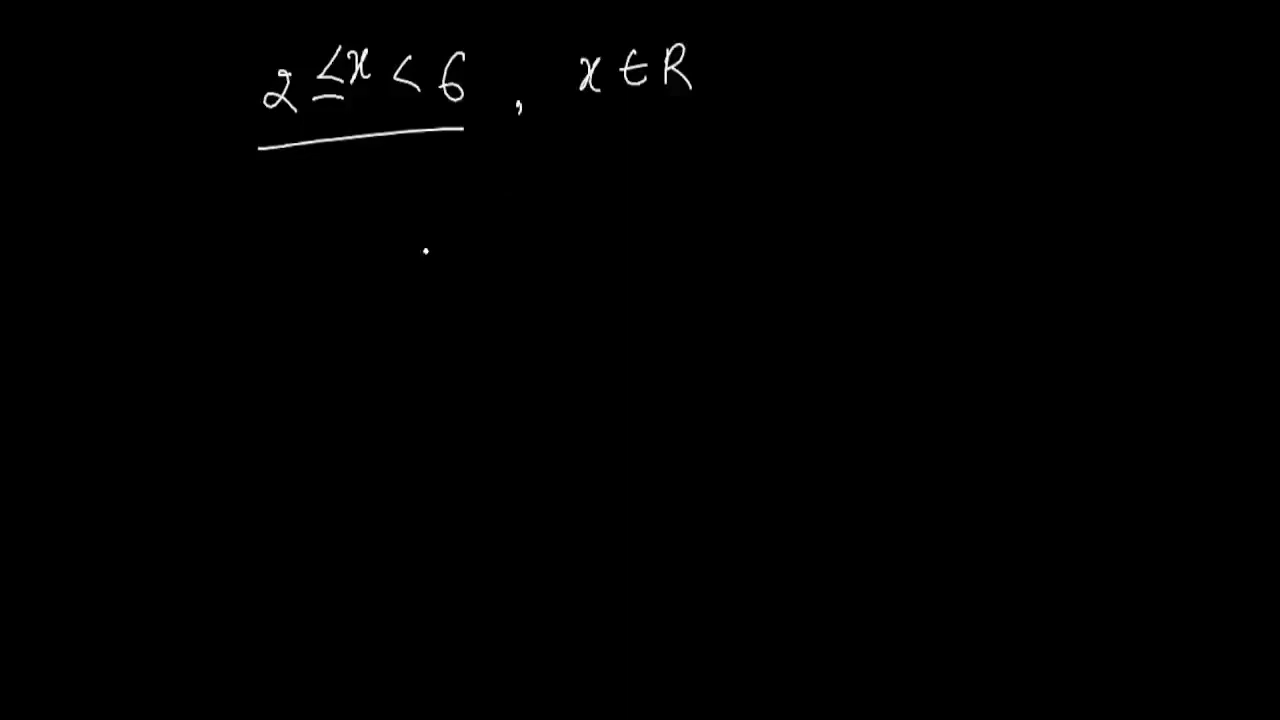 2 ≤ x < 6 , x ∈ R